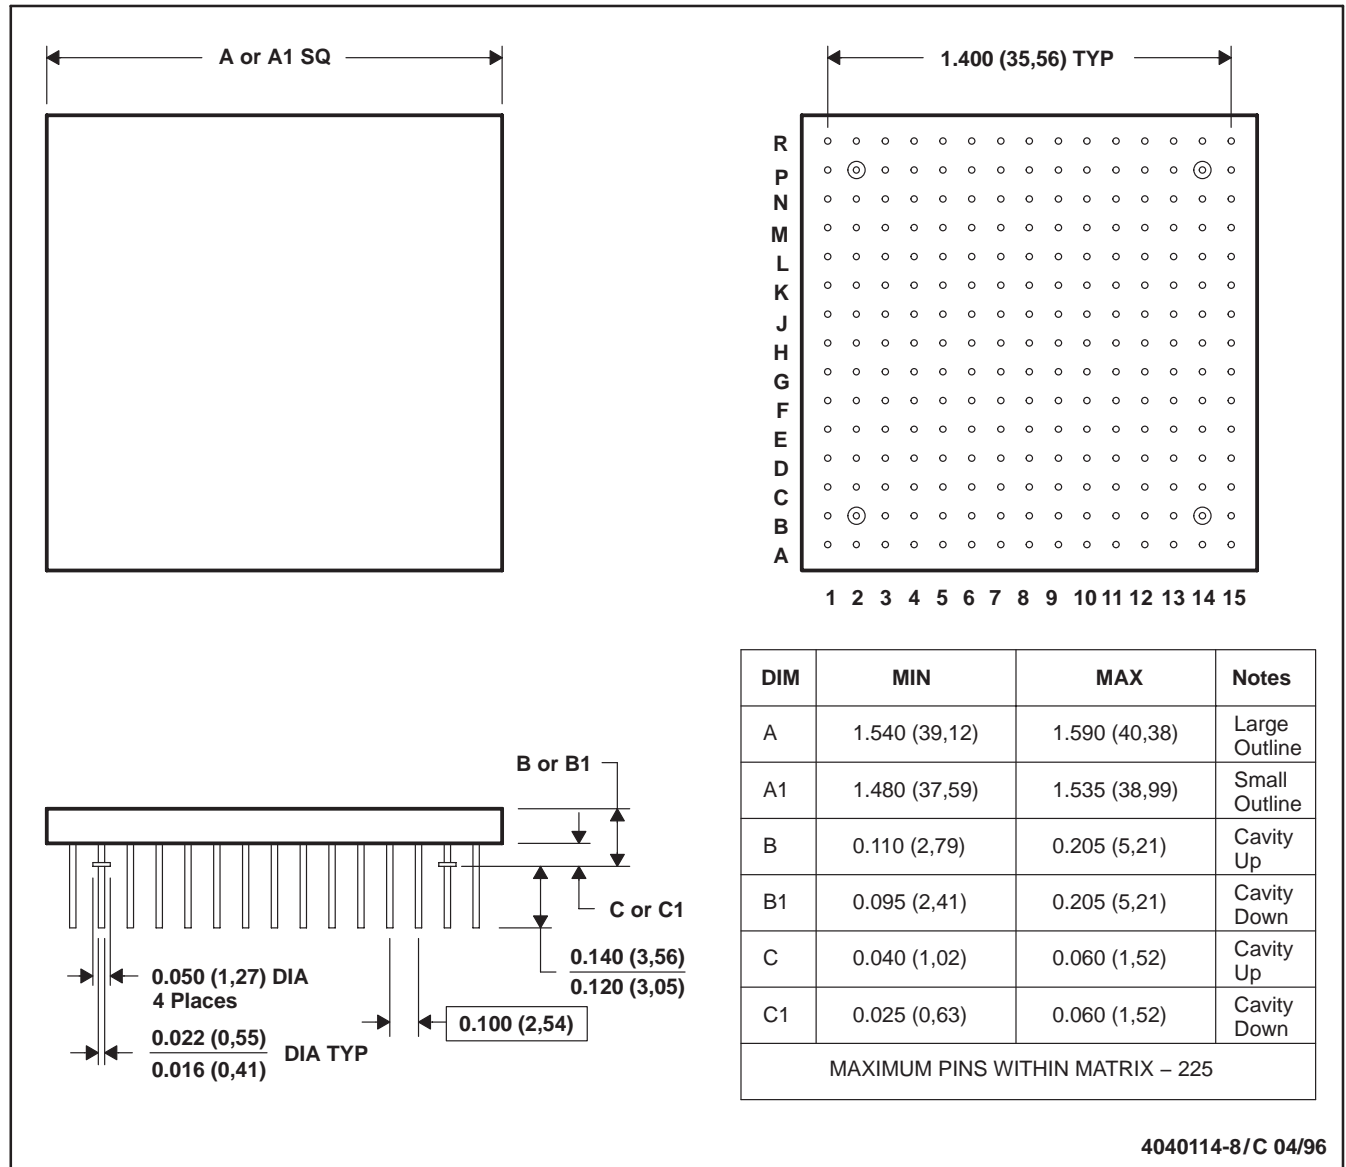 A or A1 SQ
1.400 (35,56) TYP
R
P
N
M
L
K
J
H
G
F
E
D
C
B
A
1 2 3 4 5 6 7 8 9 10 11 12 13 14 15
B or B1
C or C1
0.140 (3,56)
0.120 (3,05)
0.050 (1,27) DIA
4 Places
0.100 (2,54)
0.022 (0,55)
0.016 (0,41)
DIA TYP
DIM MIN MAX Notes
A 1.540 (39,12) 1.590 (40,38) Large
Outline
A1 1.480 (37,59) 1.535 (38,99) Small
Outline
B 0.110 (2,79) 0.205 (5,21) Cavity
Up
B1 0.095 (2,41) 0.205 (5,21) Cavity
Down
C 0.040 (1,02) 0.060 (1,52) Cavity
Up
C1 0.025 (0,63) 0.060 (1,52) Cavity
Down
MAXIMUM PINS WITHIN MATRIX – 225
4040114-8/C 04/96